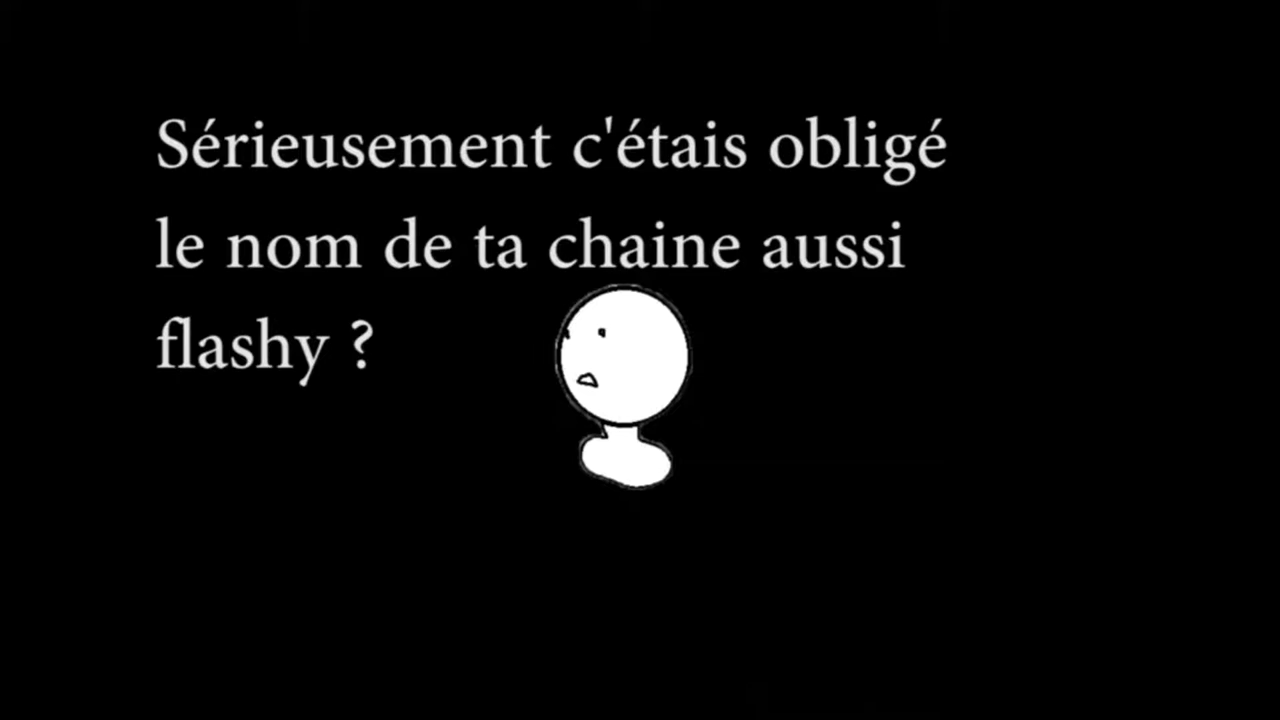 Sérieusement c'étais obligé
le nom de ta chaine aussi
flashy ?